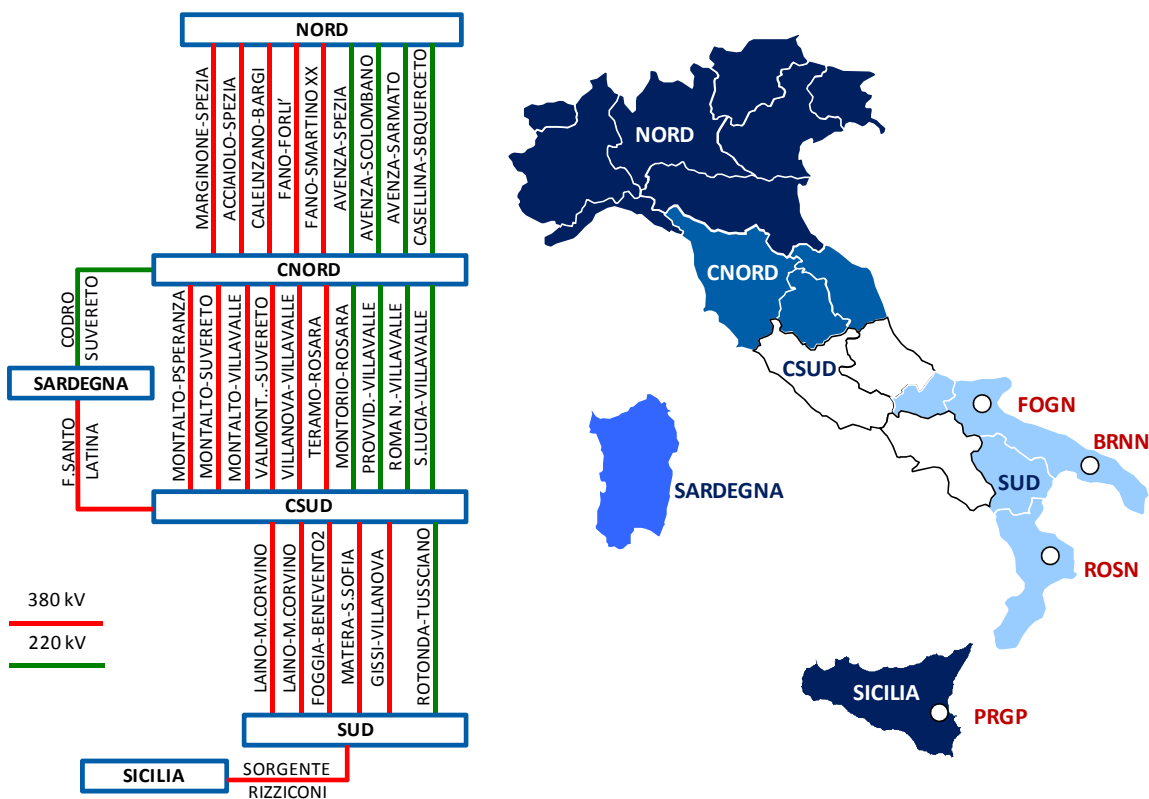 NORD
MARGINONE-SPEZIA
ACCIAIOLO-SPEZIA
CALELNZANO-BARGI
FANO-FORLI’
FANO-SMARTINO XX
AVENZA-SPEZIA
AVENZA-SCOLOMBANO
AVENZA-SARMATO
CASELLINA-SBQUERCETO
CNORD
CODRO
SUVERETO
SARDEGNA
F.SANTO
LATINA
MONTALTO-PSPERANZA
MONTALTO-SUVERETO
MONTALTO-VILLAVALLE
VALMONT..-SUVERETO
VILLANOVA-VILLAVALLE
TERAMO-ROSARA
MONTORIO-ROSARA
PROVVID.-VILLAVALLE
ROMA N.-VILLAVALLE
S.LUCIA-VILLAVALLE
CSUD
380 kV
220 kV
LAINO-M.CORVINO
LAINO-M.CORVINO
FOGGIA-BENEVENTO2
MATERA-S.SOFIA
GISSI-VILLANOVA
ROTONDA-TUSSCIANO
SUD
SICILIA
SORGENTE
RIZZICONI
NORD
CNORD
CSUD
FOGN
BRNN
SUD
SARDEGNA
ROSN
SICILIA
PRGP